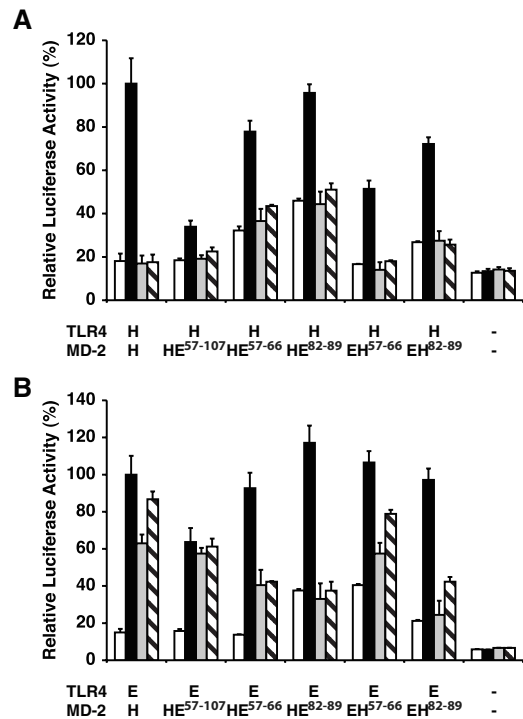 A
Relative Luciferase Activity (%)
120
100
80
60
40
20
0
TLR4 H H H H H H -
MD-2 H HE57-107 HE57-66 HE82-89 EH57-66 EH82-89 -
B
Relative Luciferase Activity (%)
140
120
100
80
60
40
20
0
TLR4 E E E E E E -
MD-2 H HE57-107 HE57-66 HE82-89 EH57-66 EH82-89 -